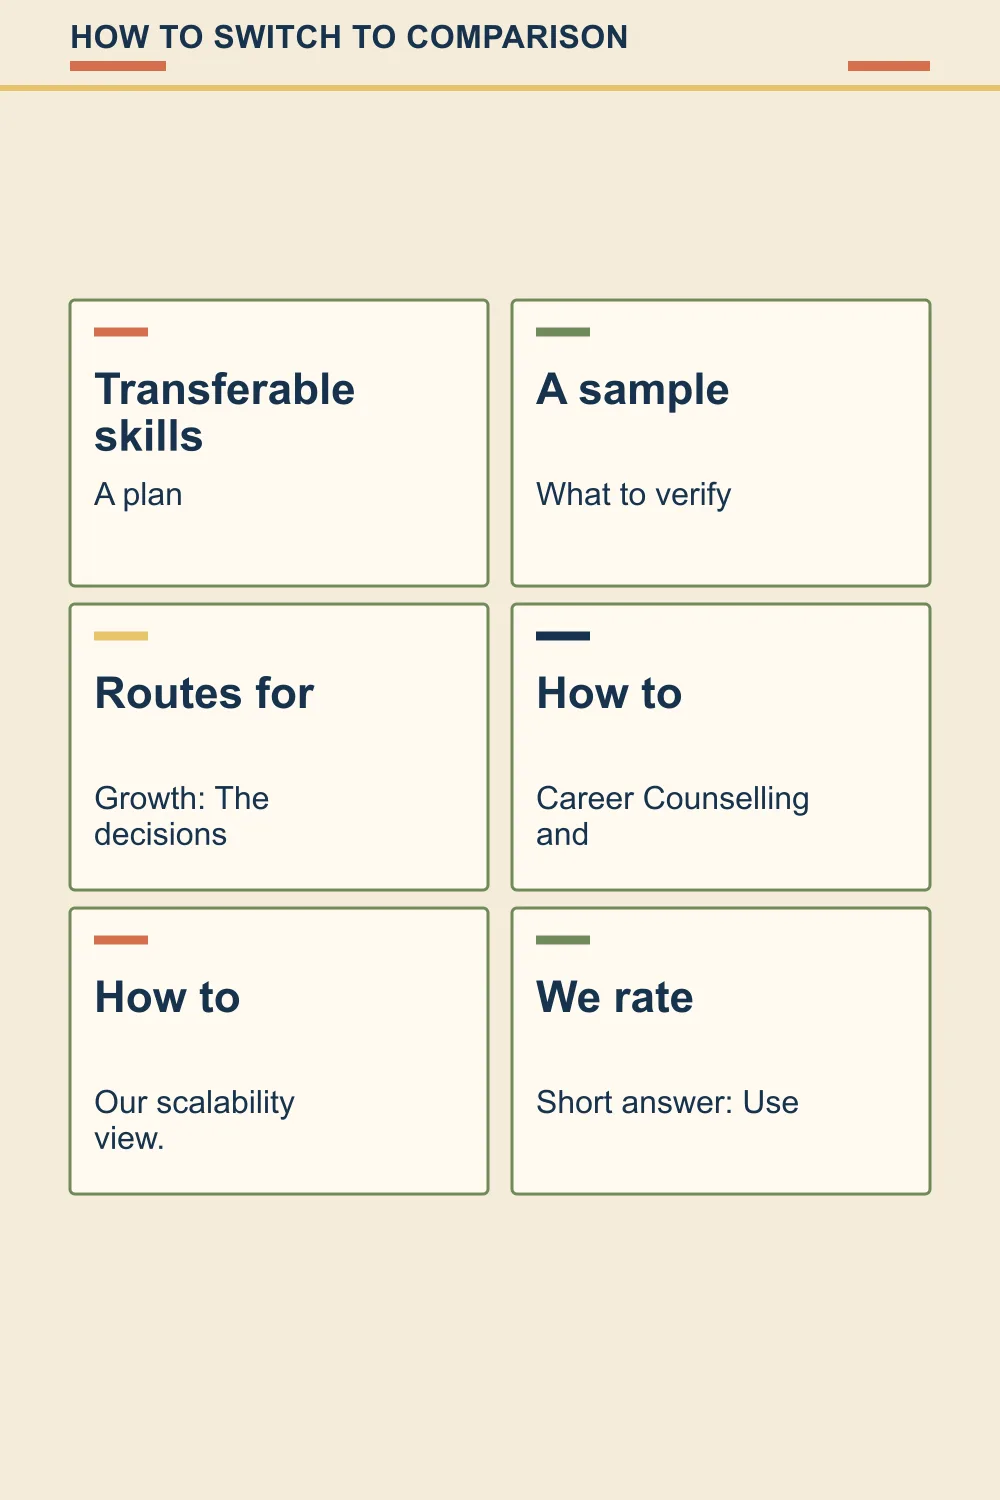 HOW TO SWITCH TO COMPARISON
Transferable
skills
A plan
A sample
What to verify
Routes for
Growth: The
decisions
How to
Career Counselling
and
How to
Our scalability
view.
We rate
Short answer: Use